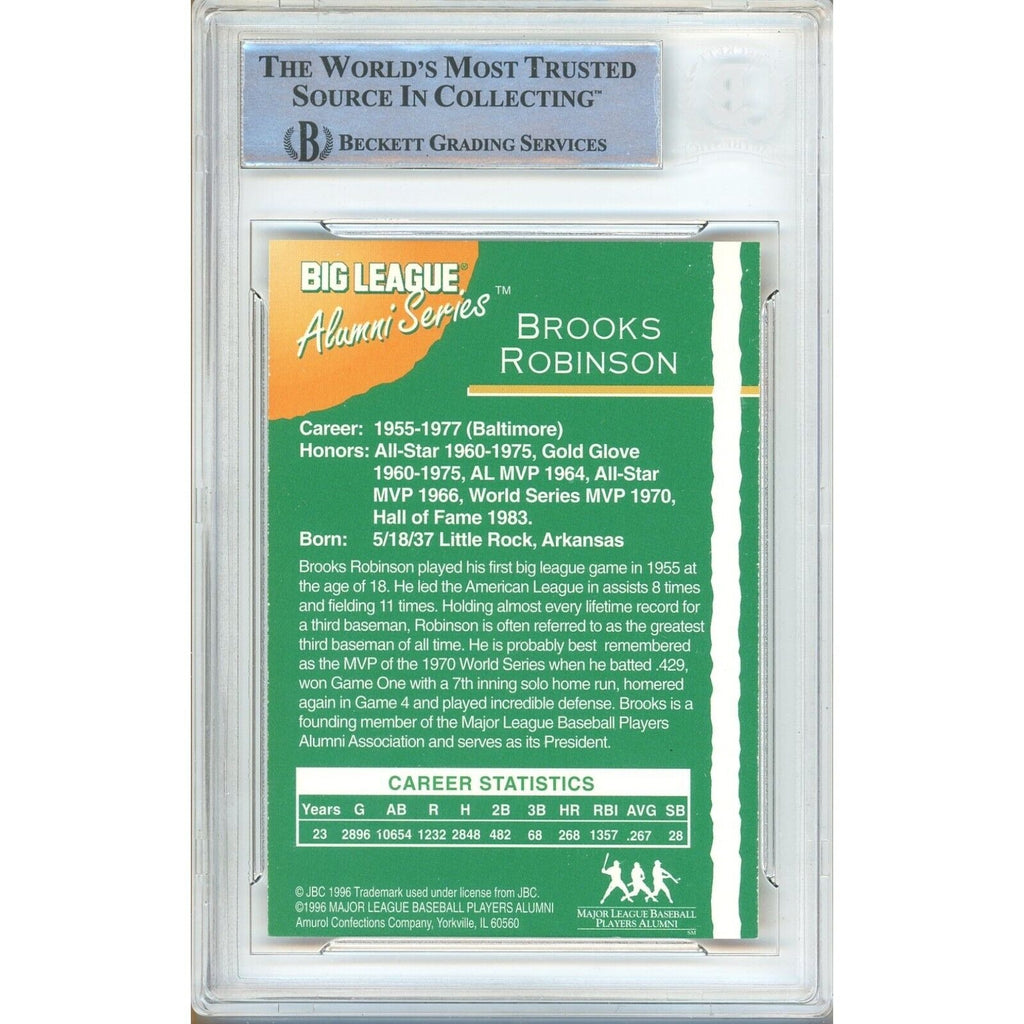 THE WORLD'S MOST TRUSTED
SOURCE IN COLLECTING™
B BECKETT GRADING SERVICES
BIG LEAGUE®
Alumni Series™
BROOKS
ROBINSON
Career: 1955-1977 (Baltimore)
Honors: All-Star 1960-1975, Gold Glove
1960-1975, AL MVP 1964, All-Star
MVP 1966, World Series MVP 1970,
Hall of Fame 1983.
Born: 5/18/37 Little Rock, Arkansas
Brooks Robinson played his first big league game in 1955 at
the age of 18. He led the American League in assists 8 times
and fielding 11 times. Holding almost every lifetime record for
a third baseman, Robinson is often referred to as the greatest
third baseman of all time. He is probably best remembered
as the MVP of the 1970 World Series when he batted .429,
won Game One with a 7th inning solo home run, homered
again in Game 4 and played incredible defense. Brooks is a
founding member of the Major League Baseball Players
Alumni Association and serves as its President.
CAREER STATISTICS
Years G AB R H 2B 3B HR RBI AVG SB
23 2896 10654 1232 2848 482 68 268 1357 .267 28
© JBC 1996 Trademark used under license from JBC.
©1996 MAJOR LEAGUE BASEBALL PLAYERS ALUMNI
Amurol Confections Company, Yorkville, IL 60560
MAJOR LEAGUE BASEBALL
PLAYERS ALUMNI
SM